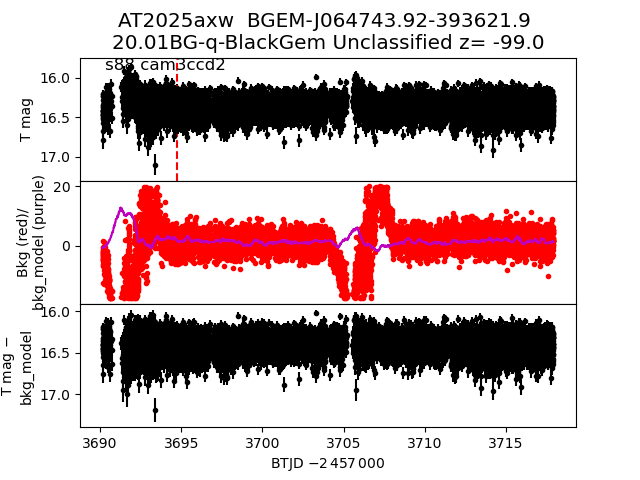 AT2025axw  BGEM-J064743.92-393621.9
20.01BG-q-BlackGem Unclassified z= -99.0
s88 cam3ccd2
T mag
16.0
16.5
17.0
Bkg (red)/
bkg_model (purple)
20
0
T mag −
bkg_model
16.0
16.5
17.0
3690 3695 3700 3705 3710 3715
BTJD −2 457 000